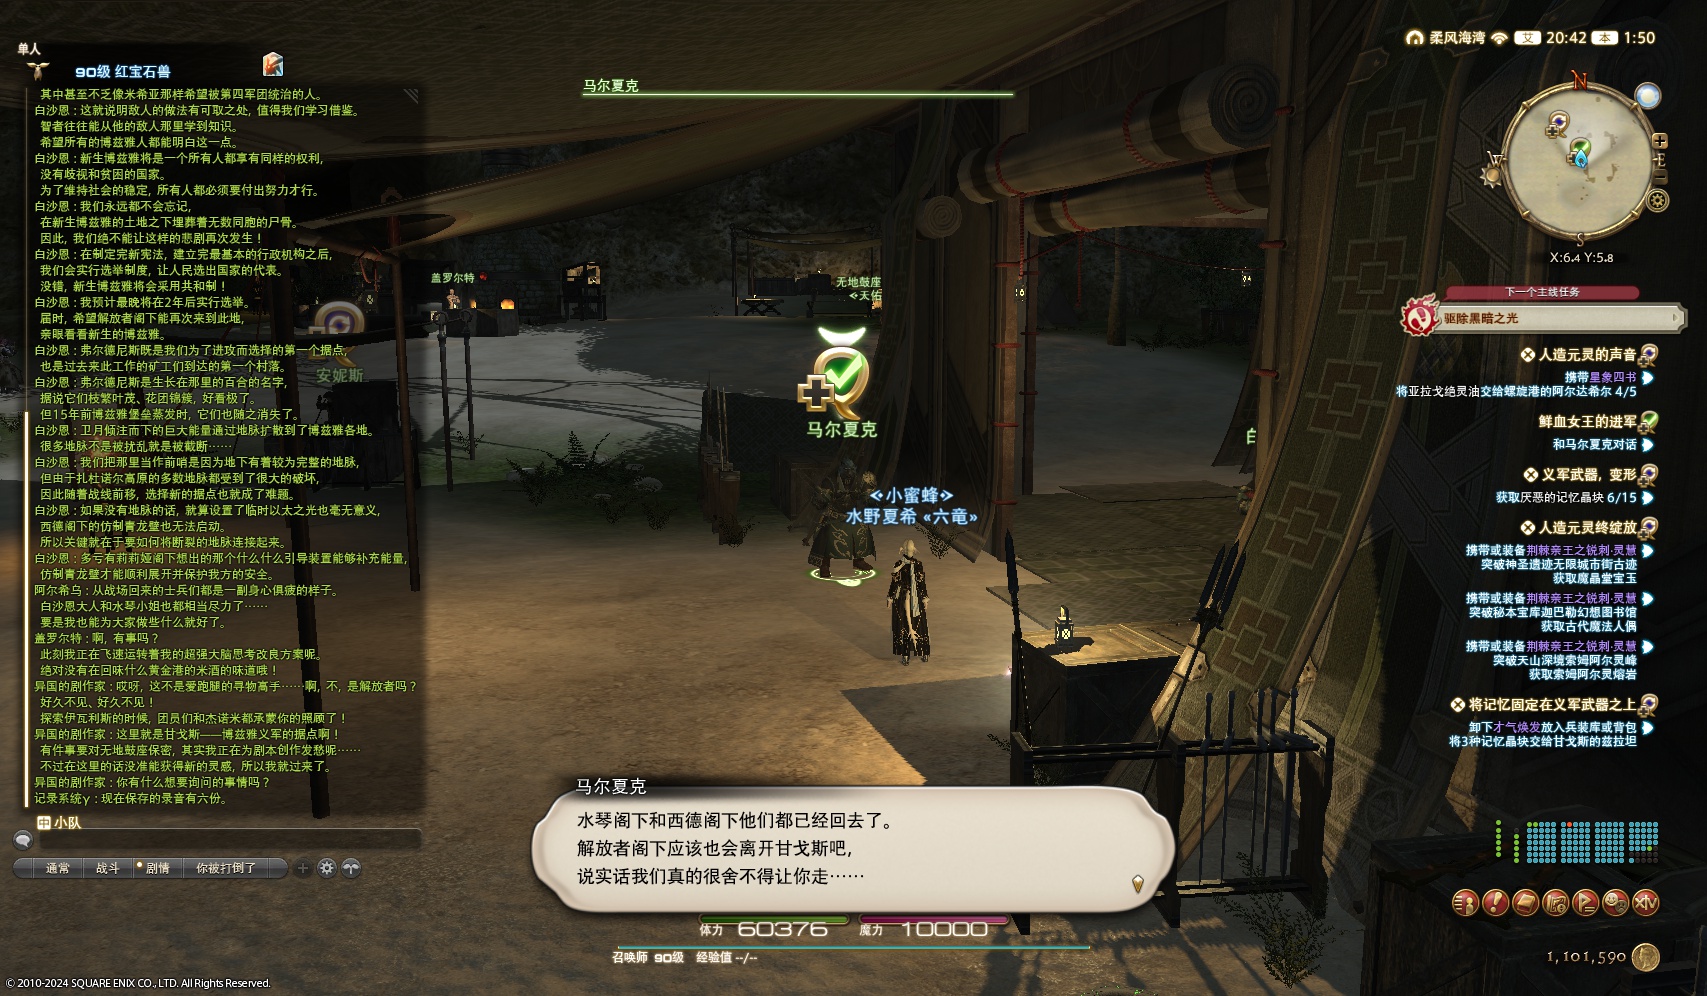 单人
90级 红宝石兽
其中甚至不乏像米希亚那样希望被第四军团统治的人。
白沙恩：这就说明敌人的做法有可取之处，值得我们学习借鉴。
智者往往能从他的敌人那里学到知识。
希望所有的博兹雅人都能明白这一点。
白沙恩：新生博兹雅将是一个所有人都享有同样的权利，
没有歧视和贫困的国家。
为了维持社会的稳定，所有人都必须要付出努力才行。
白沙恩：我们永远都不会忘记，
在新生博兹雅的土地之下埋葬着无数同胞的尸骨。
因此，我们绝不能让这样的悲剧再次发生！
白沙恩：在制定完新宪法，建立完最基本的行政机构之后，
我们会实行选举制度，让人民选出国家的代表。
没错，新生博兹雅将会采用共和制！
白沙恩：我预计最晚将在2年后实行选举。
届时，希望解放者阁下能再次来到此地，
亲眼看看新生的博兹雅。
白沙恩：弗尔德尼斯既是我们为了进攻而选择的第一个据点，
也是过去来此工作的矿工们到达的第一个村落。
白沙恩：弗尔德尼斯是生长在那里的百合的名字，
据说它们枝繁叶茂、花团锦簇，好看极了。
但15年前博兹雅堡垒蒸发时，它们也随之消失了。
白沙恩：卫月倾注而下的巨大能量通过地脉扩散到了博兹雅各地。
很多地脉不是被扰乱就是被截断……
白沙恩：我们把那里当作前哨是因为地下有着较为完整的地脉，
但由于扎杜诺尔高原的多数地脉都受到了很大的破坏，
因此随着战线前移，选择新的据点也就成了难题。
白沙恩：如果没有地脉的话，就算设置了临时以太之光也毫无意义，
西德阁下的仿制青龙壁也无法启动。
所以关键就在于要如何将断裂的地脉连接起来。
白沙恩：多亏有莉莉娅阁下想出的那个什么什么引导装置能够补充能量，
仿制青龙壁才能顺利展开并保护我方的安全。
阿尔希乌：从战场回来的士兵们都是一副身心俱疲的样子。
白沙恩大人和水琴小姐也都相当尽力了……
要是我也能为大家做些什么就好了。
盖罗尔特：啊，有事吗？
此刻我正在飞速运转着我的超强大脑思考改良方案呢。
绝对没有在回味什么黄金港的米酒的味道哦！
异国的剧作家：哎呀，这不是爱跑腿的寻物高手……啊，不，是解放者吗？
好久不见、好久不见！
探索伊瓦利斯的时候，团员们和杰诺米都承蒙你的照顾了！
异国的剧作家：这里就是甘戈斯——博兹雅义军的据点啊！
有件事要对无地鼓座保密，其实我正在为剧本创作发愁呢……
不过在这里的话没准能获得新的灵感，所以我就过来了。
异国的剧作家：你有什么想要询问的事情吗？
记录系统γ：现在保存的录音有六份。
小队
通常
战斗
剧情
你被打倒了
马尔夏克
盖罗尔特
安妮斯
无地鼓座
天佑
马尔夏克
白
«小蜜蜂»
水野夏希 «六竜»
马尔夏克
水琴阁下和西德阁下他们都已经回去了。
解放者阁下应该也会离开甘戈斯吧，
说实话我们真的很舍不得让你走……
体力 60376 魔力 10000
召唤师 90级 经验值 --/--
柔风海湾 艾 20:42 本 1:50
N
W
E
S
X:6.4 Y:5.8
下一个主线任务
驱除黑暗之光
人造元灵的声音
携带星象四书
将亚拉戈绝灵油交给螺旋港的阿尔达希尔 4/5
鲜血女王的进军
和马尔夏克对话
义军武器，变形
获取厌恶的记忆晶块 6/15
人造元灵终绽放
携带或装备荆棘亲王之锐刺·灵慧
突破神圣遗迹无限城市街古迹
获取魔晶堂宝玉
携带或装备荆棘亲王之锐刺·灵慧
突破秘本宝库迦巴勒幻想图书馆
获取古代魔法人偶
携带或装备荆棘亲王之锐刺·灵慧
突破天山深境索姆阿尔灵峰
获取索姆阿尔灵熔岩
将记忆固定在义军武器之上
卸下才气焕发放入兵装库或背包
将3种记忆晶块交给甘戈斯的兹拉坦
XIV
1,101,590
© 2010-2024 SQUARE ENIX CO., LTD. All Rights Reserved.